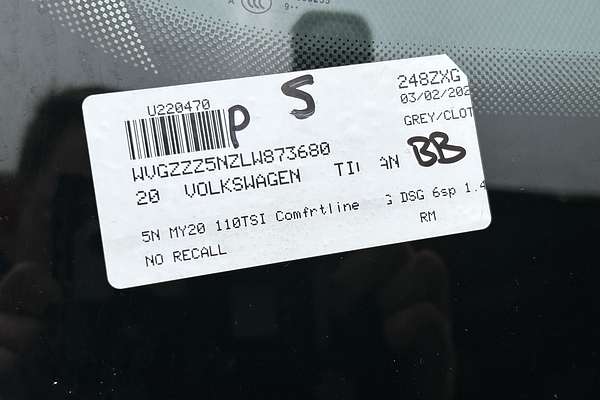 U220470
P S
248ZXG
03/02/202
GREY/CLOT
WVGZZZ5NZLW873680
BB
20 VOLKSWAGEN TI AN
5N MY20 110TSI Comfrtline G DSG 6sp 1.4
RM
NO RECALL